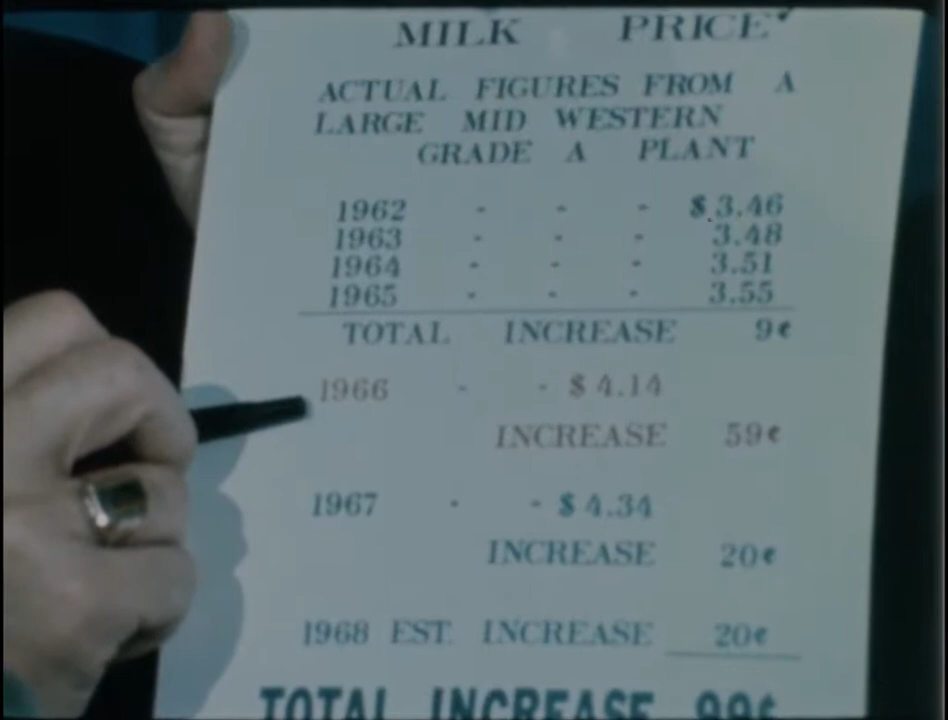 MILK PRICE
ACTUAL FIGURES FROM A
LARGE MID WESTERN
GRADE A PLANT
1962 - - - $3.46
1963 - - - 3.48
1964 - - - 3.51
1965 - - - 3.55
TOTAL INCREASE 9¢
1966 - - $4.14
INCREASE 59¢
1967 - - $4.34
INCREASE 20¢
1968 EST. INCREASE 20¢
TOTAL INCREASE 99¢